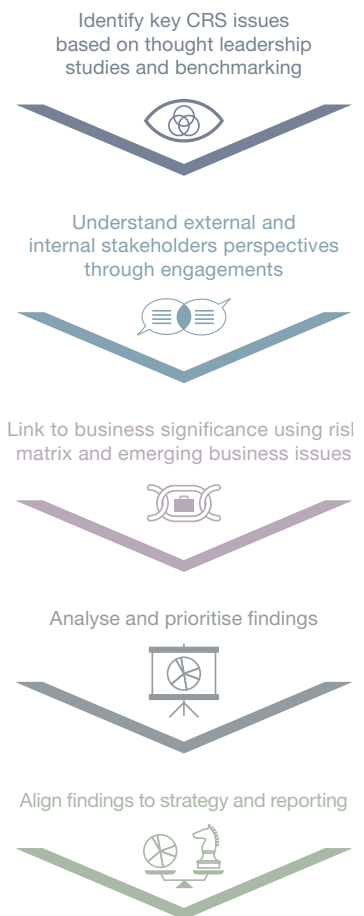 Identify key CRS issues
based on thought leadership
studies and benchmarking
Understand external and
internal stakeholders perspectives
through engagements
Link to business significance using
matrix and emerging business issues
Analyse and prioritise findings
Align findings to strategy and reporting